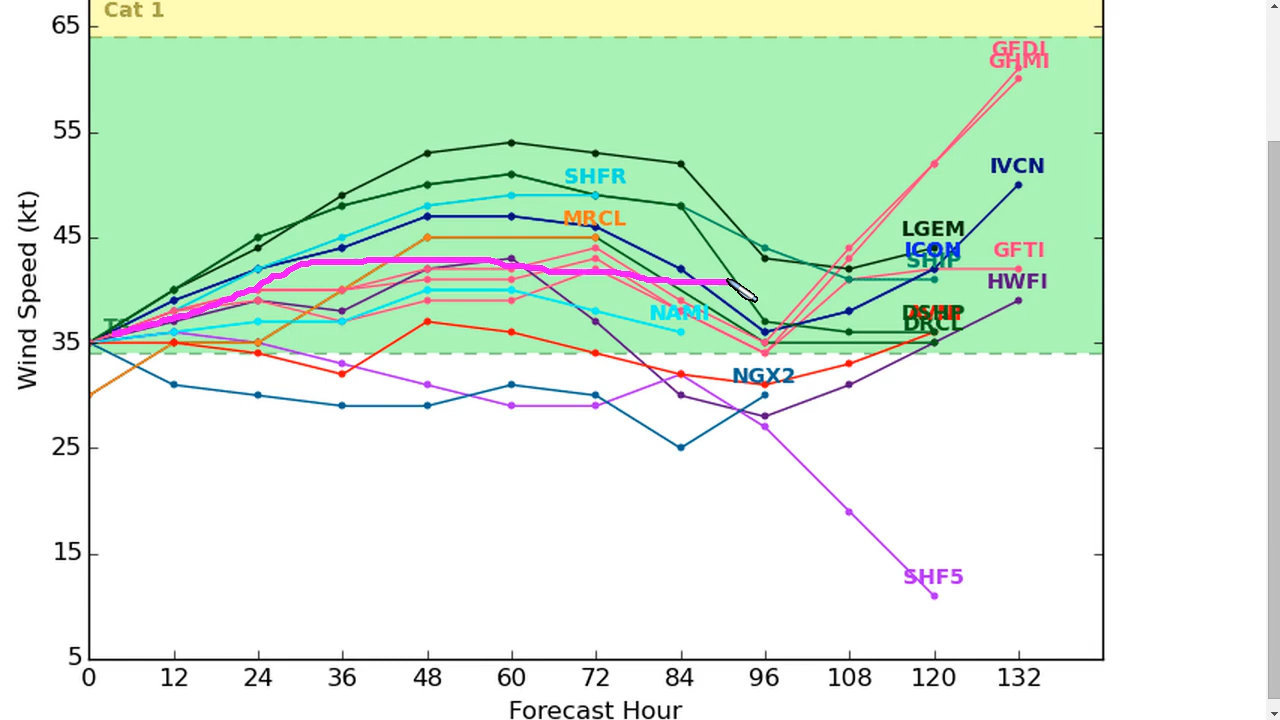 Cat 1
65
GFDI
GHMI
55
IVCN
SHFR
MRCL
LGEM
45
ICON
SHIP
GFTI
HWFI
NAMI
TS
DSHP
DRCL
35
NGX2
25
15
SHF5
5
0 12 24 36 48 60 72 84 96 108 120 132
Wind Speed (kt)
Forecast Hour